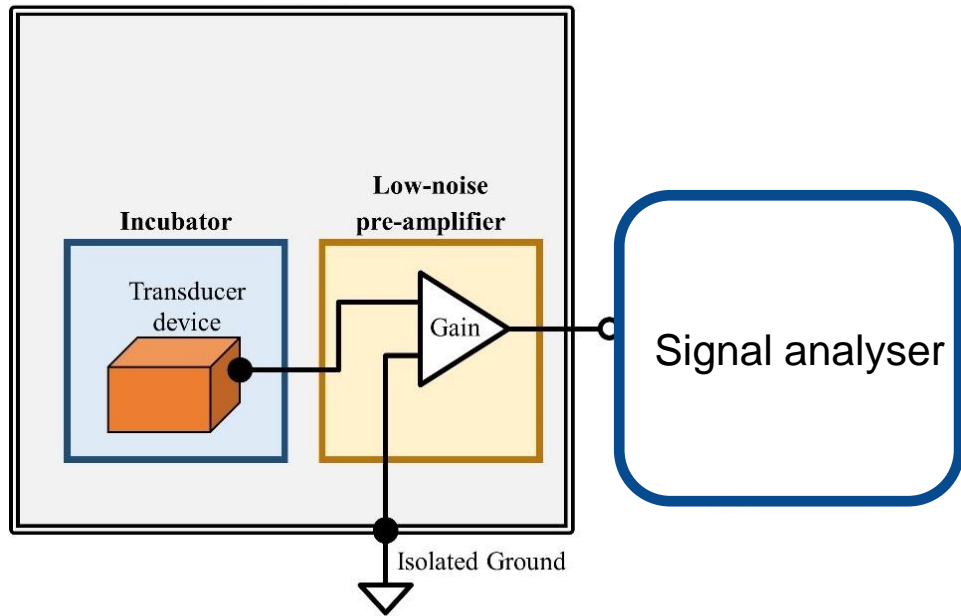 Low-noise
pre-amplifier
Incubator
Transducer
device
Gain
Signal analyser
Isolated Ground